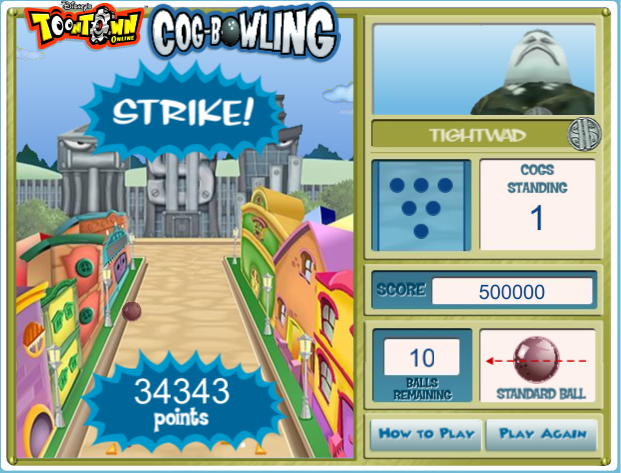 Disney's
TOONTOWN
ONLINE
COG-BOWLING
STRIKE!
34343
points
TIGHTWAD
COGS
STANDING
1
SCORE 500000
10
BALLS
REMAINING
STANDARD BALL
HOW TO PLAY PLAY AGAIN